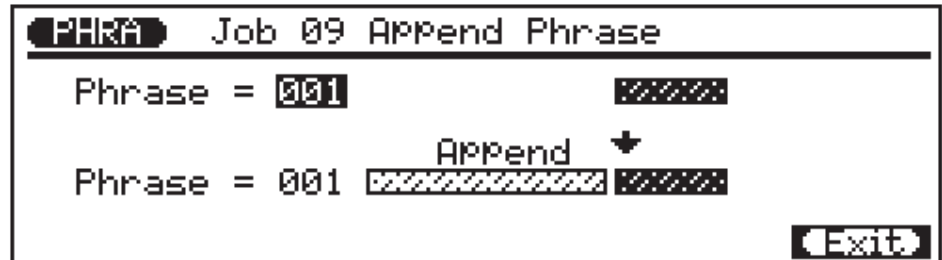 PHRA Job 09 Append Phrase
Phrase = 001
Append
Phrase = 001
Exit